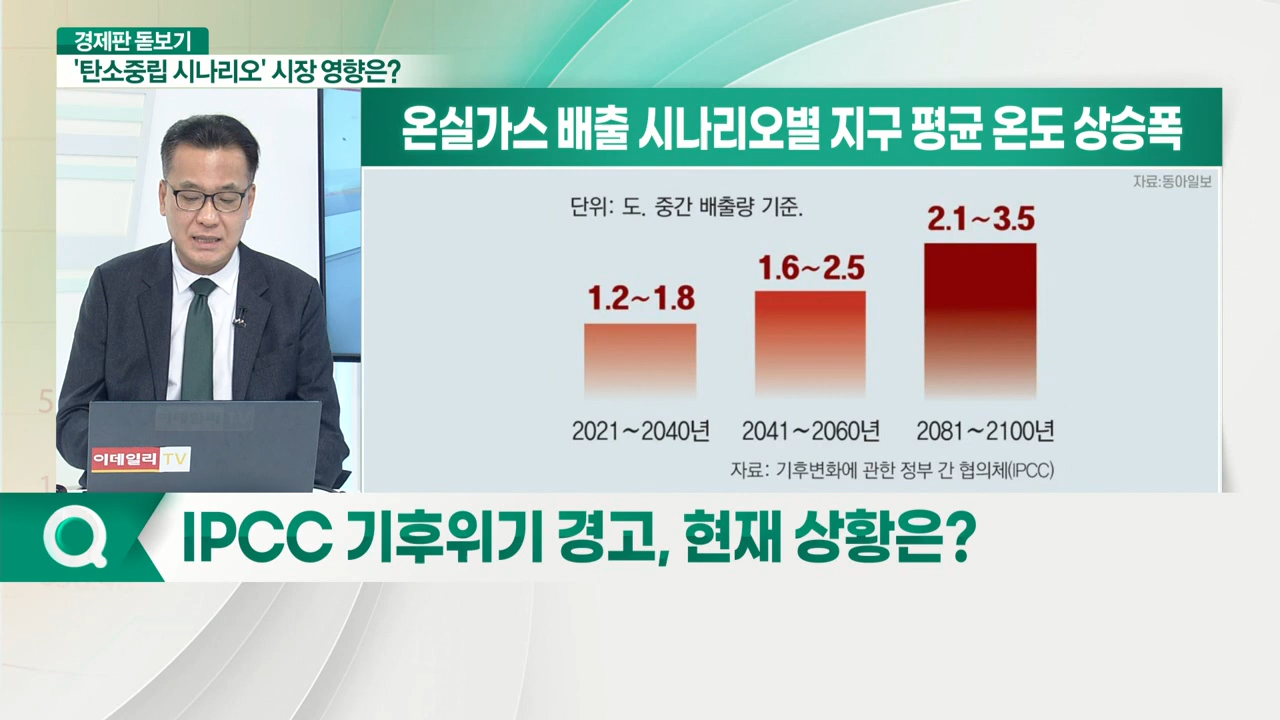 경제판 돋보기
'탄소중립 시나리오' 시장 영향은?
온실가스 배출 시나리오별 지구 평균 온도 상승폭
자료:동아일보
단위: 도. 중간 배출량 기준.
1.2~1.8
1.6~2.5
2.1~3.5
2021~2040년
2041~2060년
2081~2100년
자료: 기후변화에 관한 정부 간 협의체(IPCC)
이데일리 TV
IPCC 기후위기 경고, 현재 상황은?